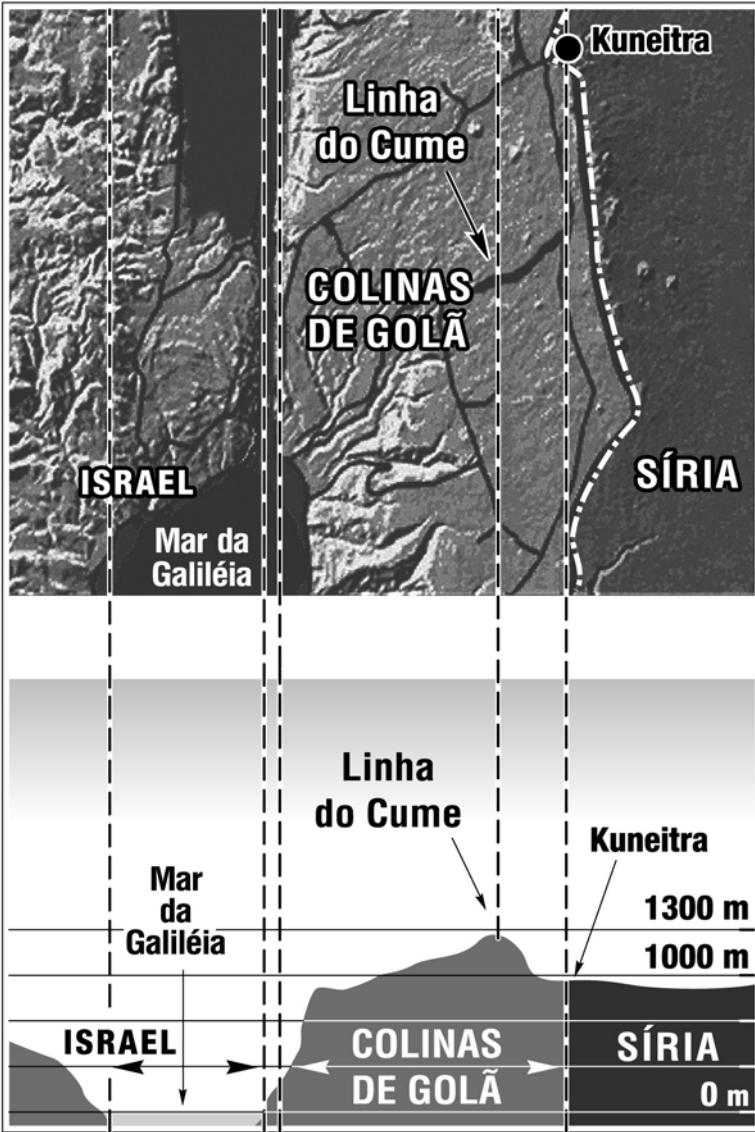 Kuneitra
Linha
do Cume
COLINAS
DE GOLÃ
ISRAEL
SÍRIA
Mar da
Galiléia
Linha
do Cume
Kuneitra
Mar
da
Galiléia
1300 m
1000 m
ISRAEL
COLINAS
DE GOLÃ
SÍRIA
0 m